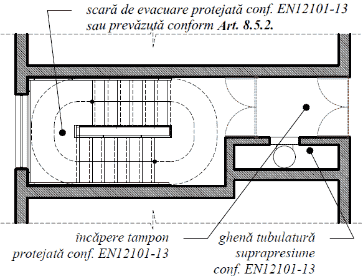 scară de evacuare protejată conf. EN12101-13
sau prevăzută conform Art. 8.5.2.
încăpere tampon
protejată conf. EN12101-13
ghenă tubulatură
suprapresiune
conf. EN12101-13